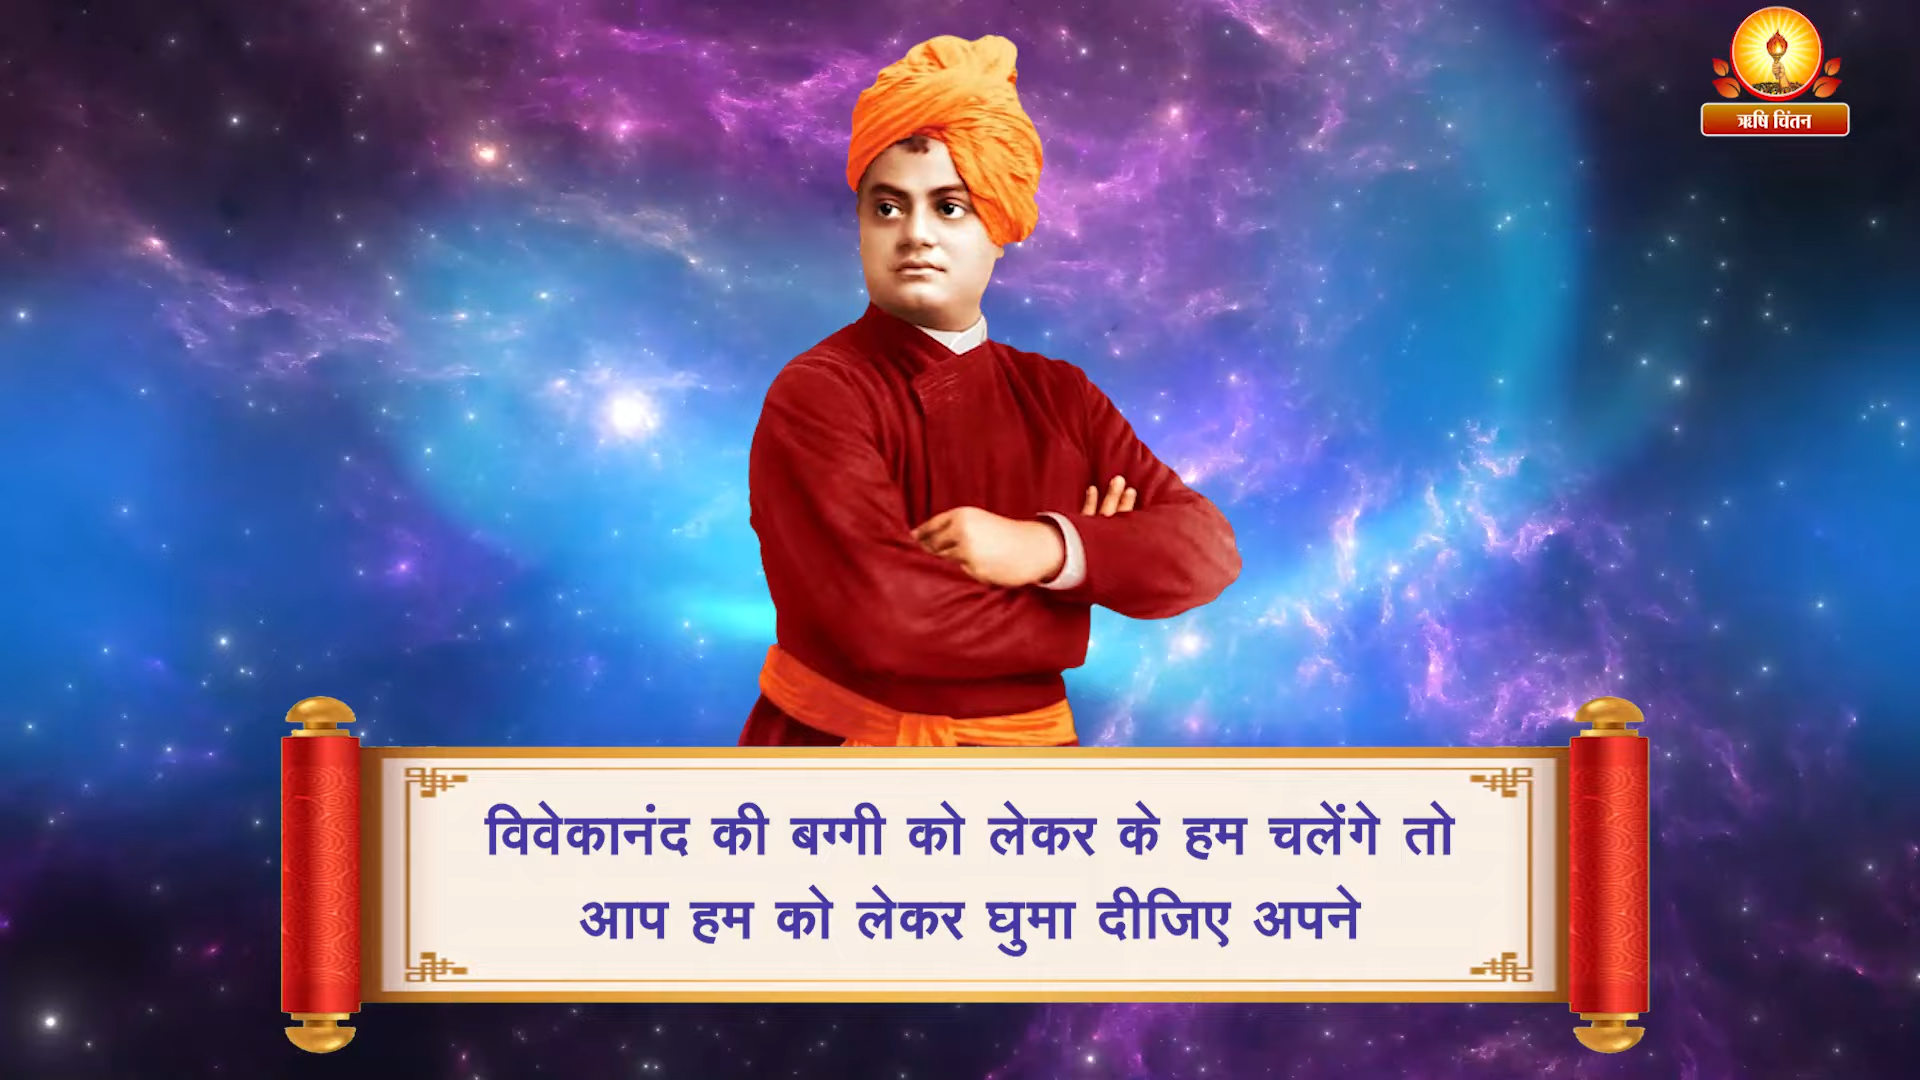 ऋषि चिंतन
विवेकानंद की बग्गी को लेकर के हम चलेंगे तो
आप हम को लेकर घुमा दीजिए अपने